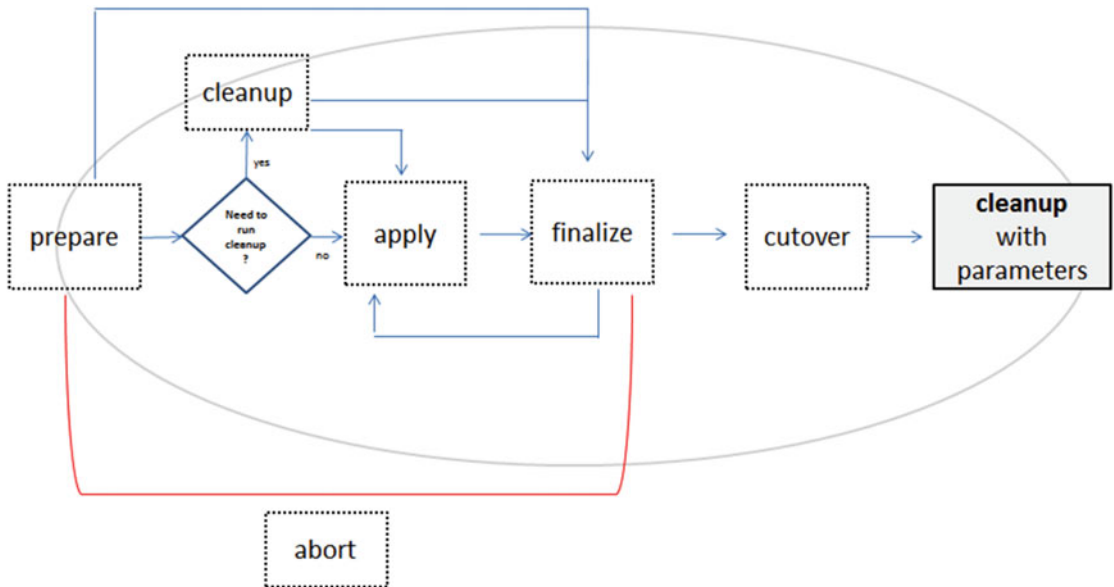 cleanup
yes
prepare
Need to
run
cleanup
?
no
apply
finalize
cutover
cleanup
with
parameters
abort